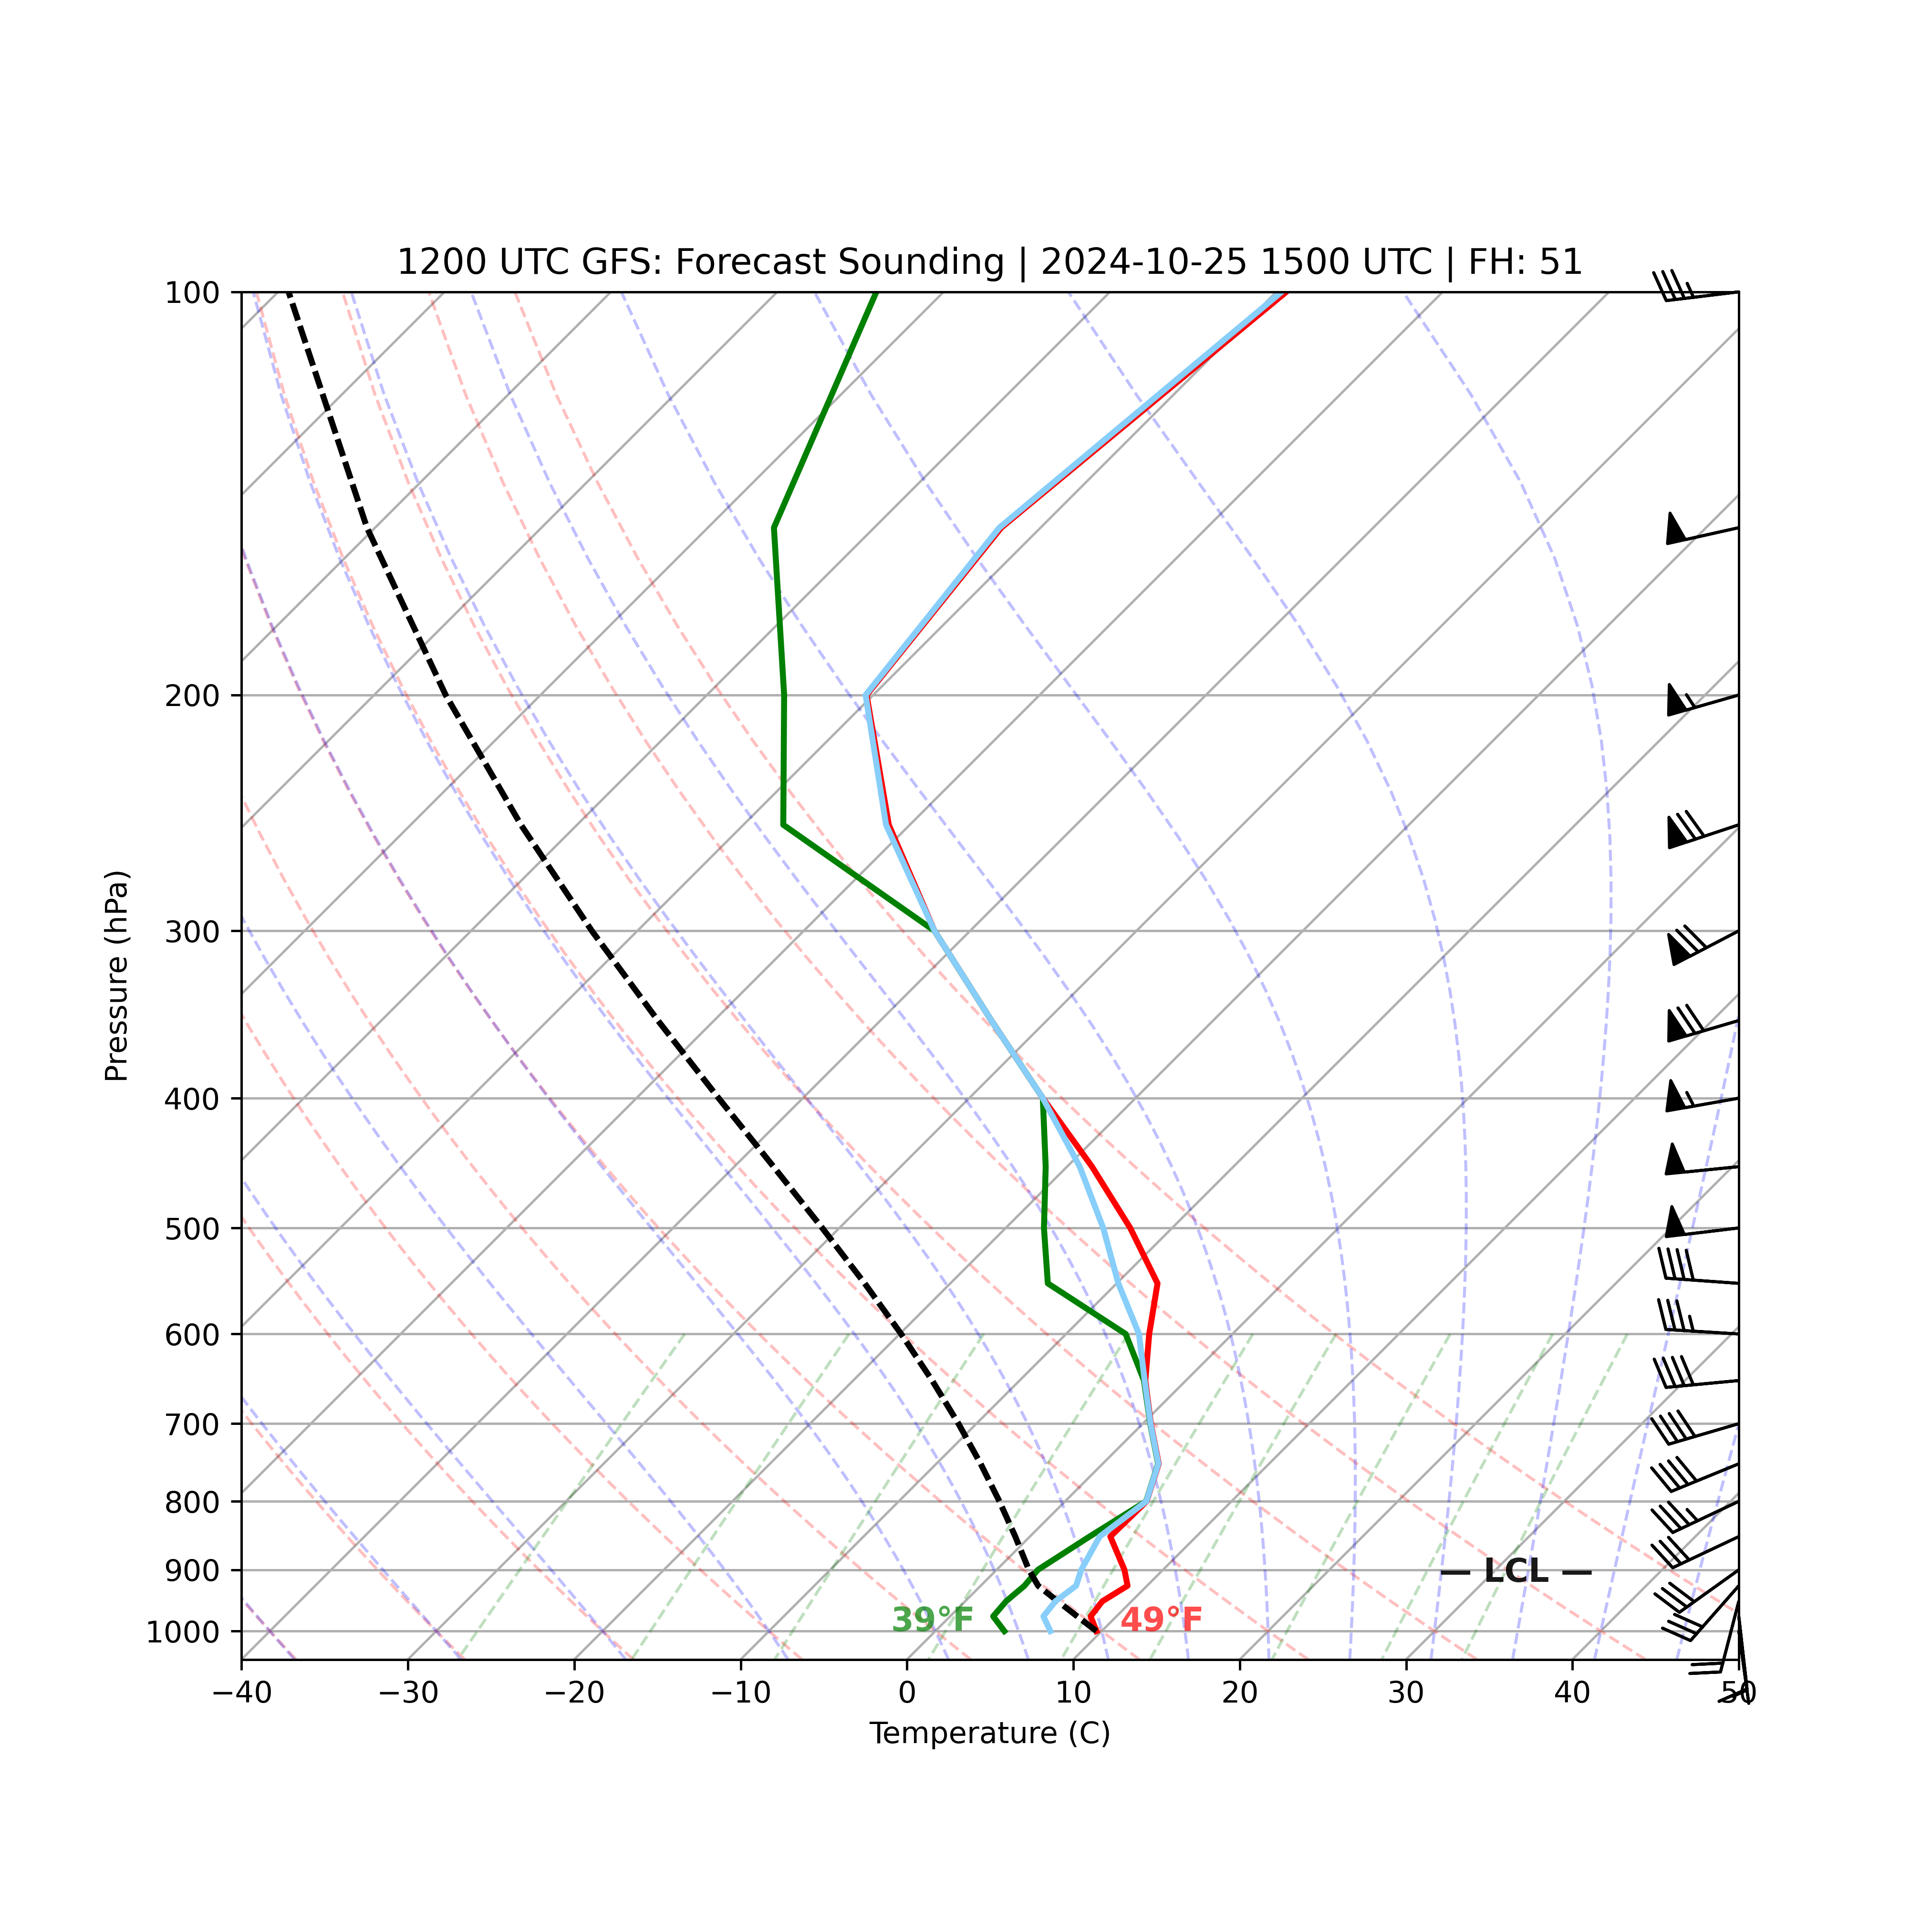 1200 UTC GFS: Forecast Sounding | 2024-10-25 1500 UTC | FH: 51
100
200
300
400
500
600
700
800
900
1000
Pressure (hPa)
— LCL —
39°F
49°F
−40 −30 −20 −10 0 10 20 30 40 50
Temperature (C)